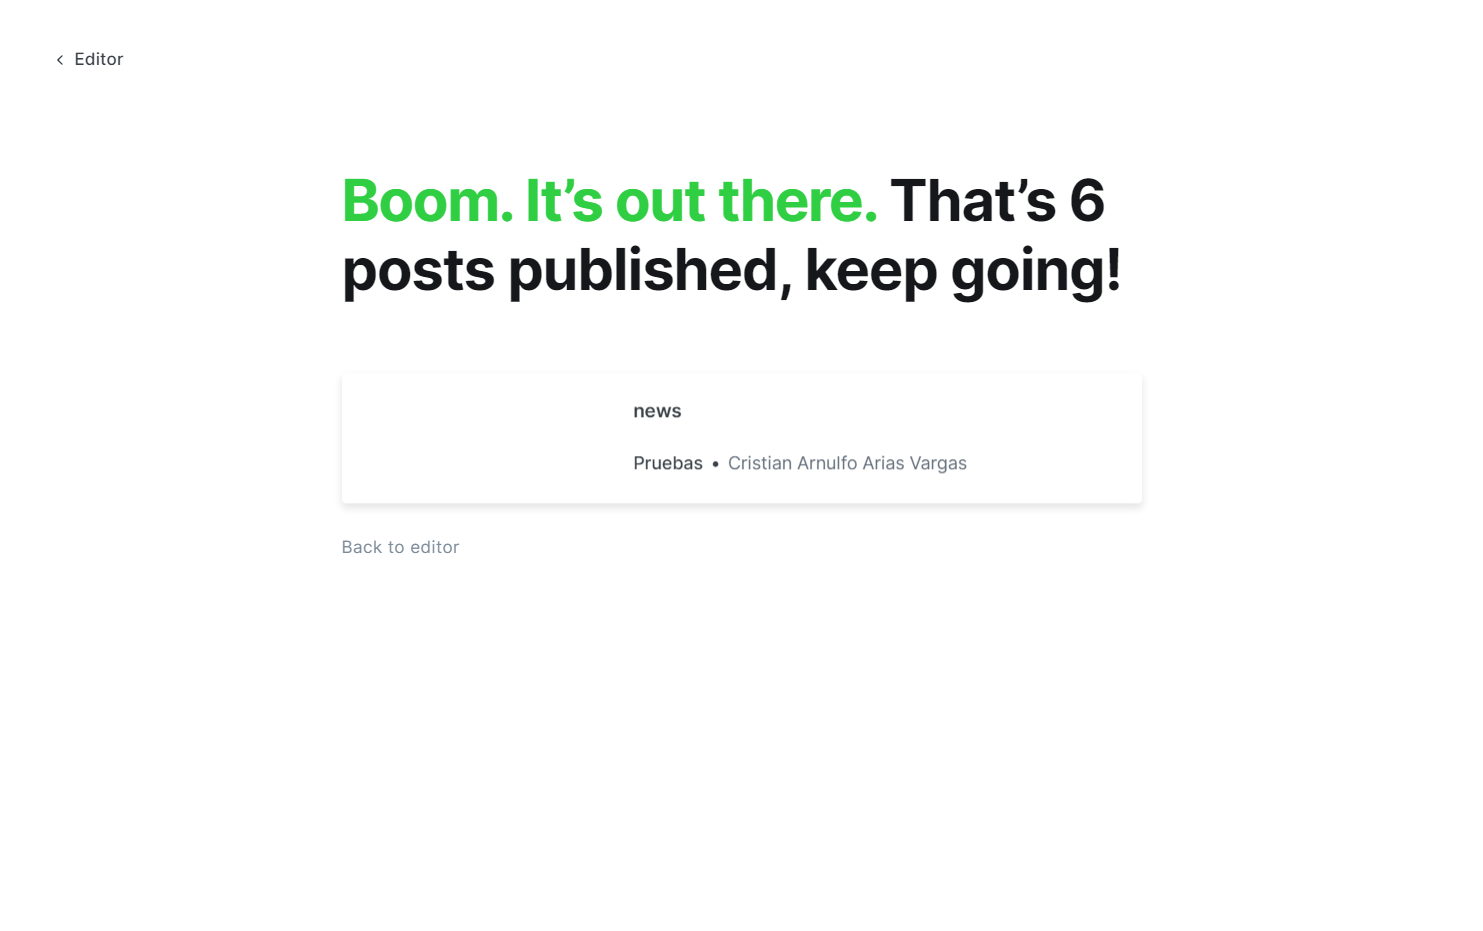 Editor
Boom. It’s out there. That’s 6
posts published, keep going!
news
Pruebas • Cristian Arnulfo Arias Vargas
Back to editor